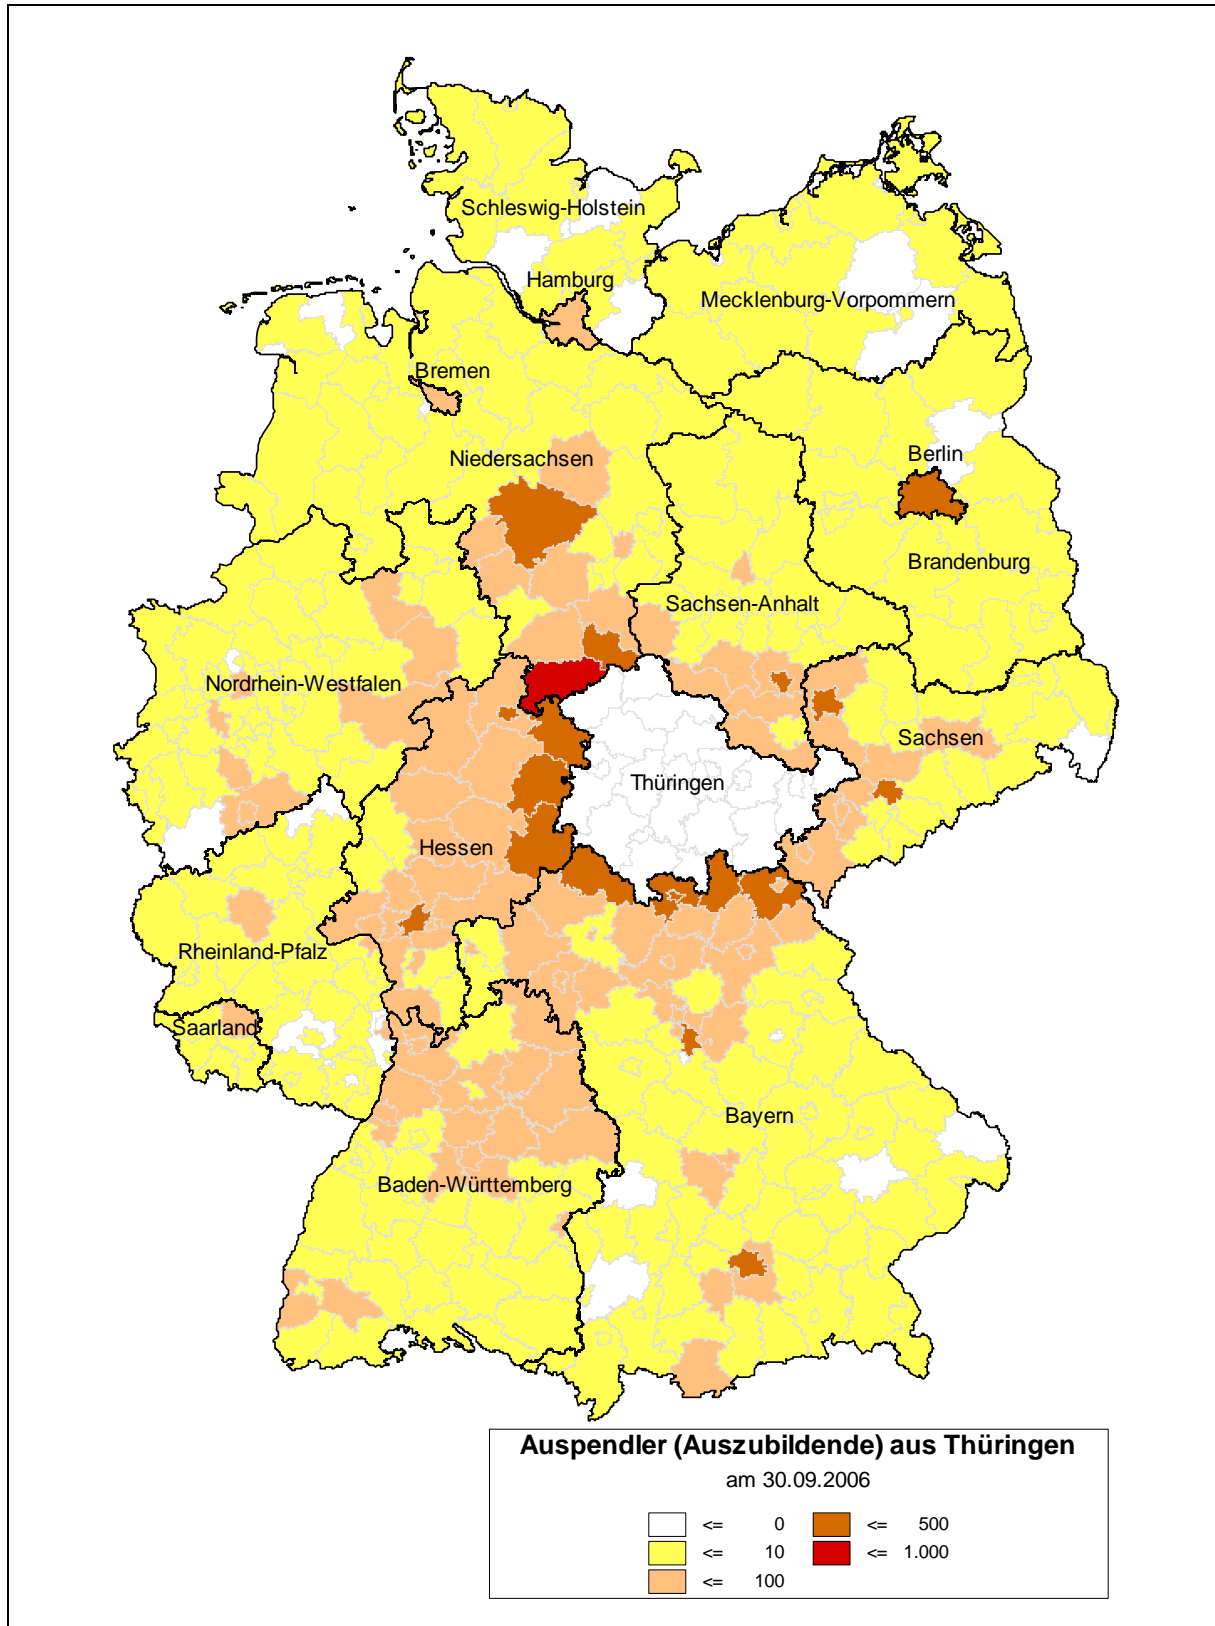 Schleswig-Holstein
Hamburg
Mecklenburg-Vorpommern
Bremen
Niedersachsen
Berlin
Brandenburg
Sachsen-Anhalt
Nordrhein-Westfalen
Sachsen
Thüringen
Hessen
Rheinland-Pfalz
Saarland
Bayern
Baden-Württemberg
Auspendler (Auszubildende) aus Thüringen
am 30.09.2006
<= 0 <= 500
<= 10 <= 1.000
<= 100